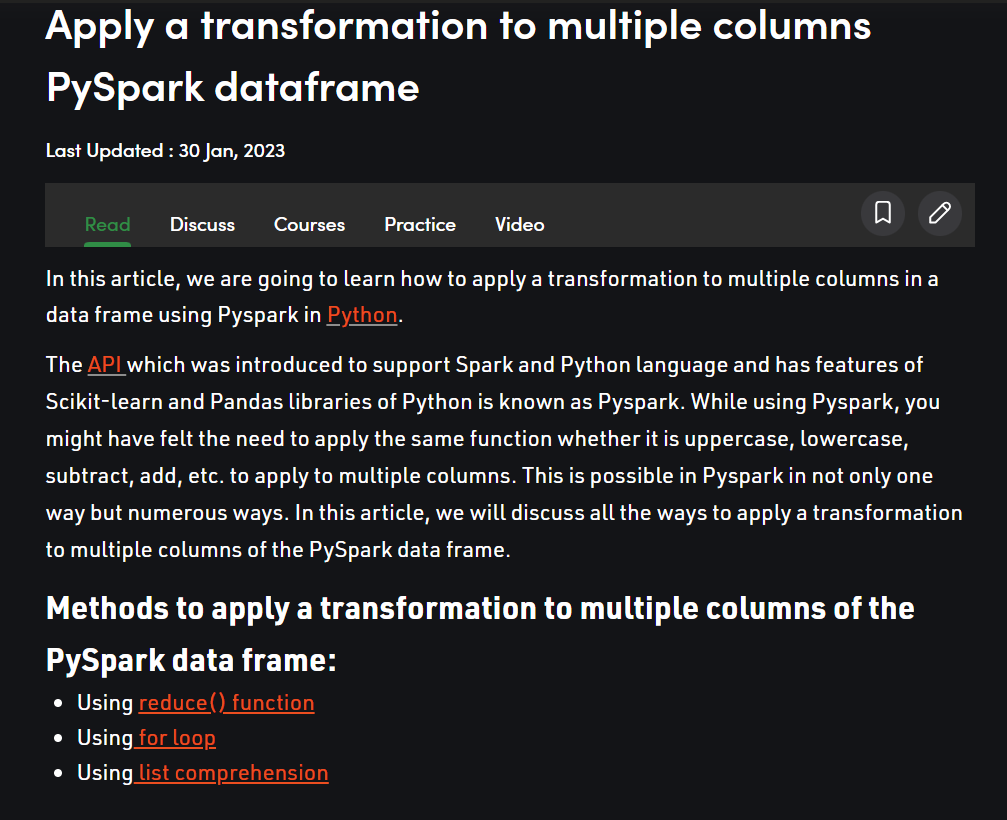 Apply a transformation to multiple columns
PySpark dataframe
Last Updated : 30 Jan, 2023
Read Discuss Courses Practice Video
In this article, we are going to learn how to apply a transformation to multiple columns in a
data frame using Pyspark in Python.
The API which was introduced to support Spark and Python language and has features of
Scikit-learn and Pandas libraries of Python is known as Pyspark. While using Pyspark, you
might have felt the need to apply the same function whether it is uppercase, lowercase,
subtract, add, etc. to apply to multiple columns. This is possible in Pyspark in not only one
way but numerous ways. In this article, we will discuss all the ways to apply a transformation
to multiple columns of the PySpark data frame.
Methods to apply a transformation to multiple columns of the
PySpark data frame:
• Using reduce() function
• Using for loop
• Using list comprehension